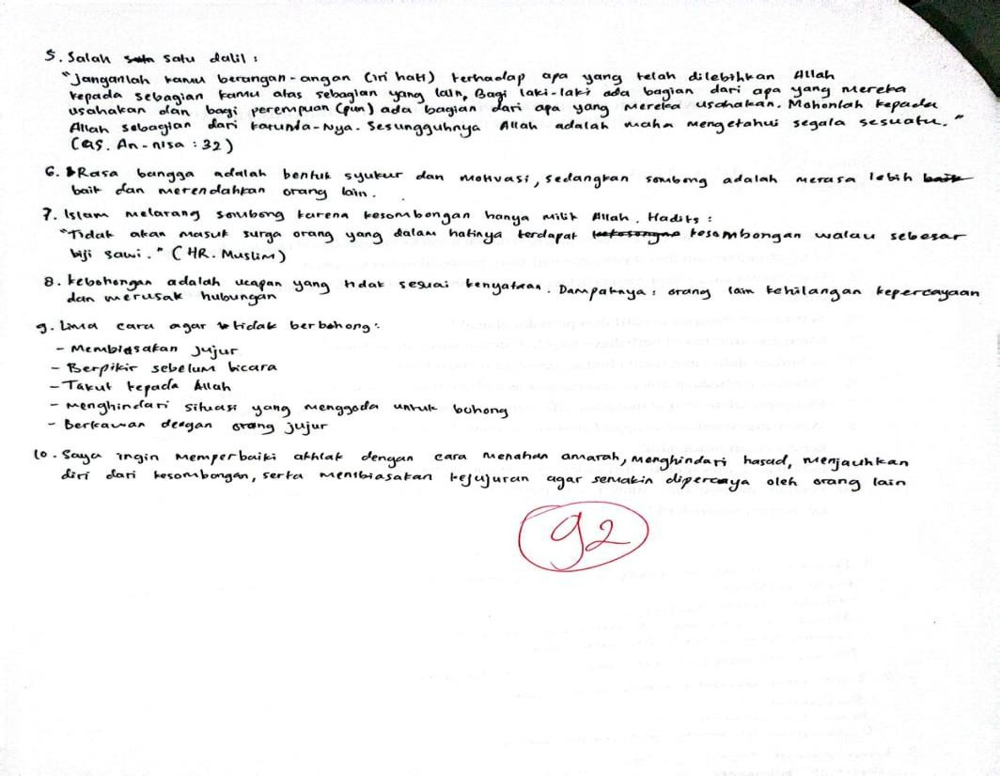 5. Salah satu dalil :
"Janganlah kamu berangan-angan (iri hati) terhadap apa yang telah dilebihkan Allah
kepada sebagian kamu atas sebagian yang lain, Bagi laki-laki ada bagian dari apa yang mereka
usahakan dan bagi perempuan (pun) ada bagian dari apa yang mereka usahakan. Mohonlah kepada
Allah sebagian dari karunia-Nya. Sesungguhnya Allah adalah maha mengetahui segala sesuatu."
(QS. An-nisa : 32)
6. Rasa bangga adalah bentuk syukur dan motivasi, sedangkan sombong adalah merasa lebih
baik dan merendahkan orang lain.
7. Islam melarang sombong karena kesombongan hanya milik Allah. Hadits :
"Tidak akan masuk surga orang yang dalam hatinya terdapat kesombongan walau sebesar
biji sawi." (HR. Muslim)
8. kebohongan adalah ucapan yang tidak sesuai kenyataan. Dampaknya : orang lain kehilangan kepercayaan
dan merusak hubungan
9. Lima cara agar tidak berbohong :
- Membiasakan jujur
- Berpikir sebelum bicara
- Takut kepada Allah
- Menghindari situasi yang menggoda untuk bohong
- Berkawan dengan orang jujur
10. Saya ingin memperbaiki akhlak dengan cara menahan amarah, menghindari hasad, menjauhkan
diri dari kesombongan, serta membiasakan kejujuran agar semakin dipercaya oleh orang lain
92